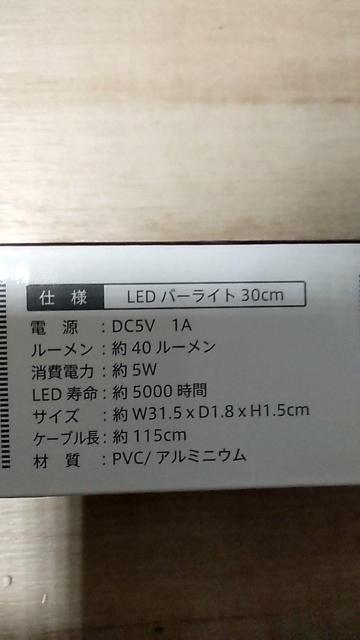 仕 様 LED バーライト 30cm
電 源 : DC5V 1A
ルーメン : 約 40 ルーメン
消費電力 : 約 5W
LED 寿命 : 約 5000 時間
サイズ : 約 W31.5 x D1.8 x H1.5cm
ケーブル長 : 約 115cm
材 質 : PVC/ アルミニウム